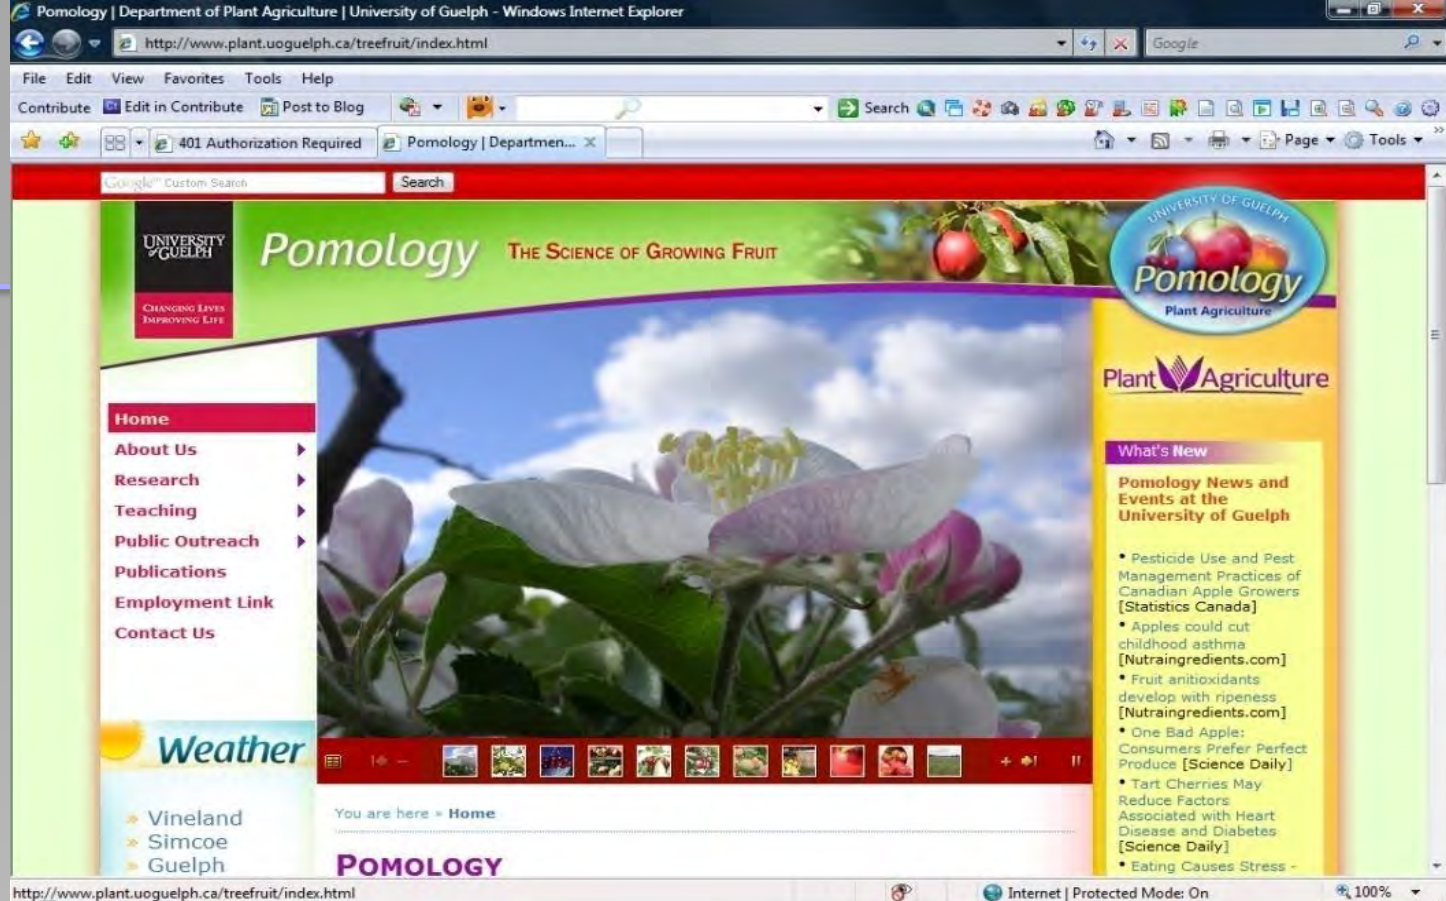 Pomology | Department of Plant Agriculture | University of Guelph - Windows Internet Explorer
http://www.plant.uoguelph.ca/treefruit/index.html
Google
File Edit View Favorites Tools Help
Contribute Edit in Contribute Post to Blog Search
401 Authorization Required Pomology | Departmen... Page Tools
Google™ Custom Search Search
UNIVERSITY
of GUELPH
CHANGING LIVES
IMPROVING LIFE
Pomology THE SCIENCE OF GROWING FRUIT
UNIVERSITY OF GUELPH
Pomology
Plant Agriculture
Plant Agriculture
Home
About Us
Research
Teaching
Public Outreach
Publications
Employment Link
Contact Us
Weather
» Vineland
» Simcoe
» Guelph
You are here » Home
POMOLOGY
What's New
Pomology News and
Events at the
University of Guelph
• Pesticide Use and Pest
Management Practices of
Canadian Apple Growers
[Statistics Canada]
• Apples could cut
childhood asthma
[Nutraingredients.com]
• Fruit anitioxidants
develop with ripeness
[Nutraingredients.com]
• One Bad Apple:
Consumers Prefer Perfect
Produce [Science Daily]
• Tart Cherries May
Reduce Factors
Associated with Heart
Disease and Diabetes
[Science Daily]
• Eating Causes Stress -
http://www.plant.uoguelph.ca/treefruit/index.html Internet | Protected Mode: On 100%